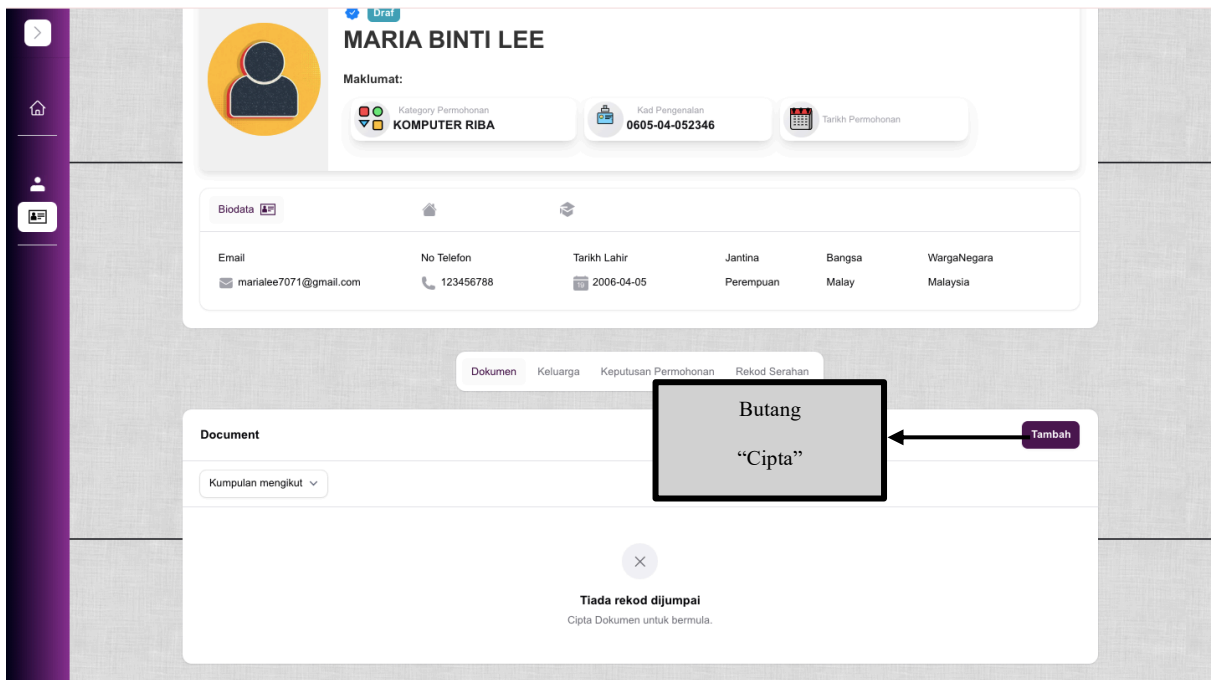 Draf
MARIA BINTI LEE
Maklumat:
Kategory Permohonan
KOMPUTER RIBA
Kad Pengenalan
0605-04-052346
Tarikh Permohonan
Biodata
Email
No Telefon
Tarikh Lahir
Jantina
Bangsa
WargaNegara
marialee7071@gmail.com
123456788
19
2006-04-05
Perempuan
Malay
Malaysia
Dokumen
Keluarga
Keputusan Permohonan
Rekod Serahan
Butang
“Cipta”
Document
Tambah
Kumpulan mengikut
Tiada rekod dijumpai
Cipta Dokumen untuk bermula.